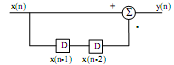 x(n) + Σ y(n)
D D -
x(n-1) x(n-2)